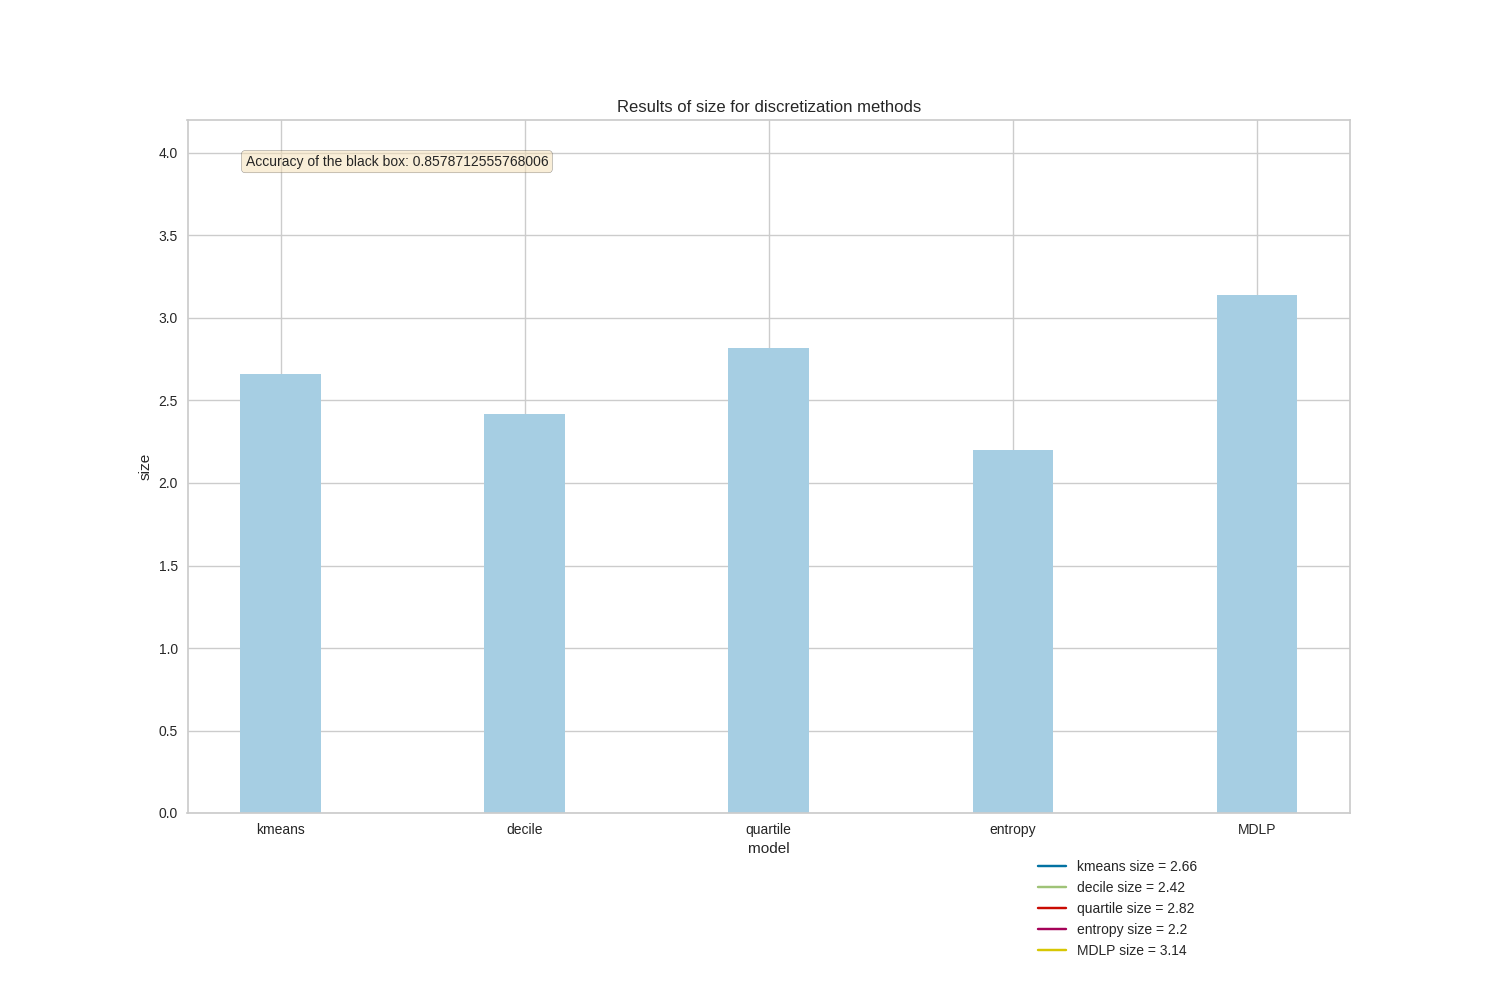 Results of size for discretization methods
Accuracy of the black box: 0.8578712555768006
4.0
3.5
3.0
2.5
2.0
1.5
1.0
0.5
0.0
size
kmeans decile quartile entropy MDLP
model
kmeans size = 2.66
decile size = 2.42
quartile size = 2.82
entropy size = 2.2
MDLP size = 3.14